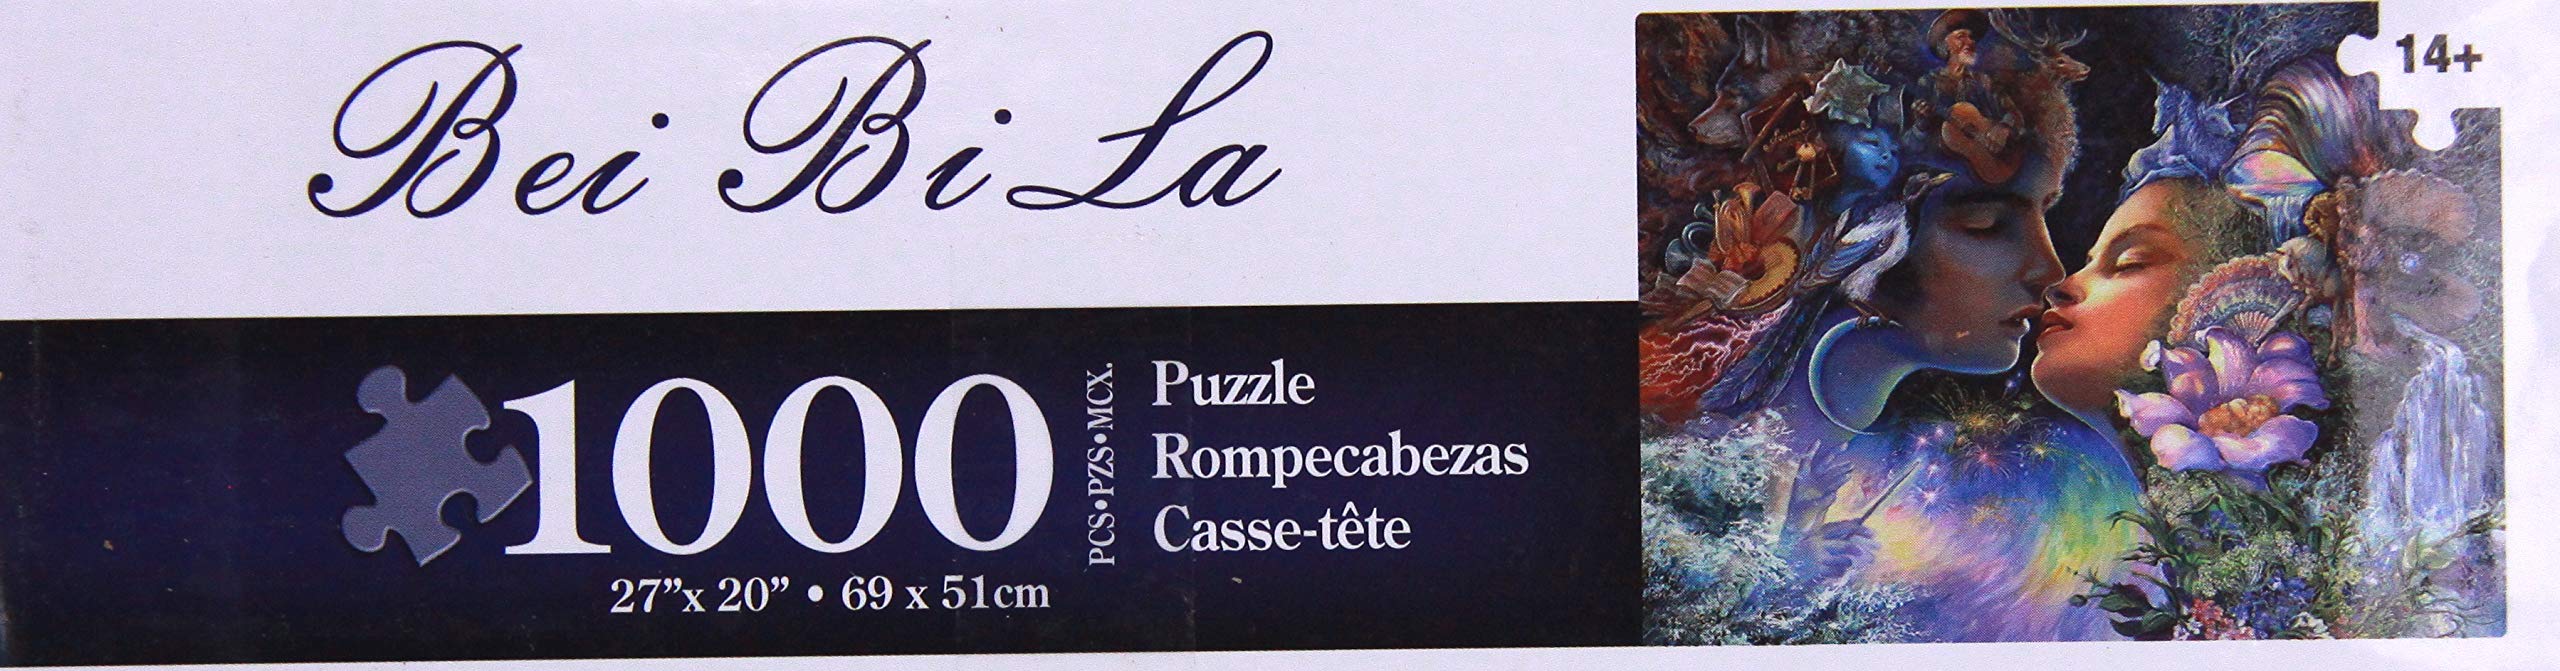 Bei Bi La
14+
1000
PCS•PZS•MCX.
Puzzle
Rompecabezas
Casse-tête
27”x 20” • 69 x 51cm